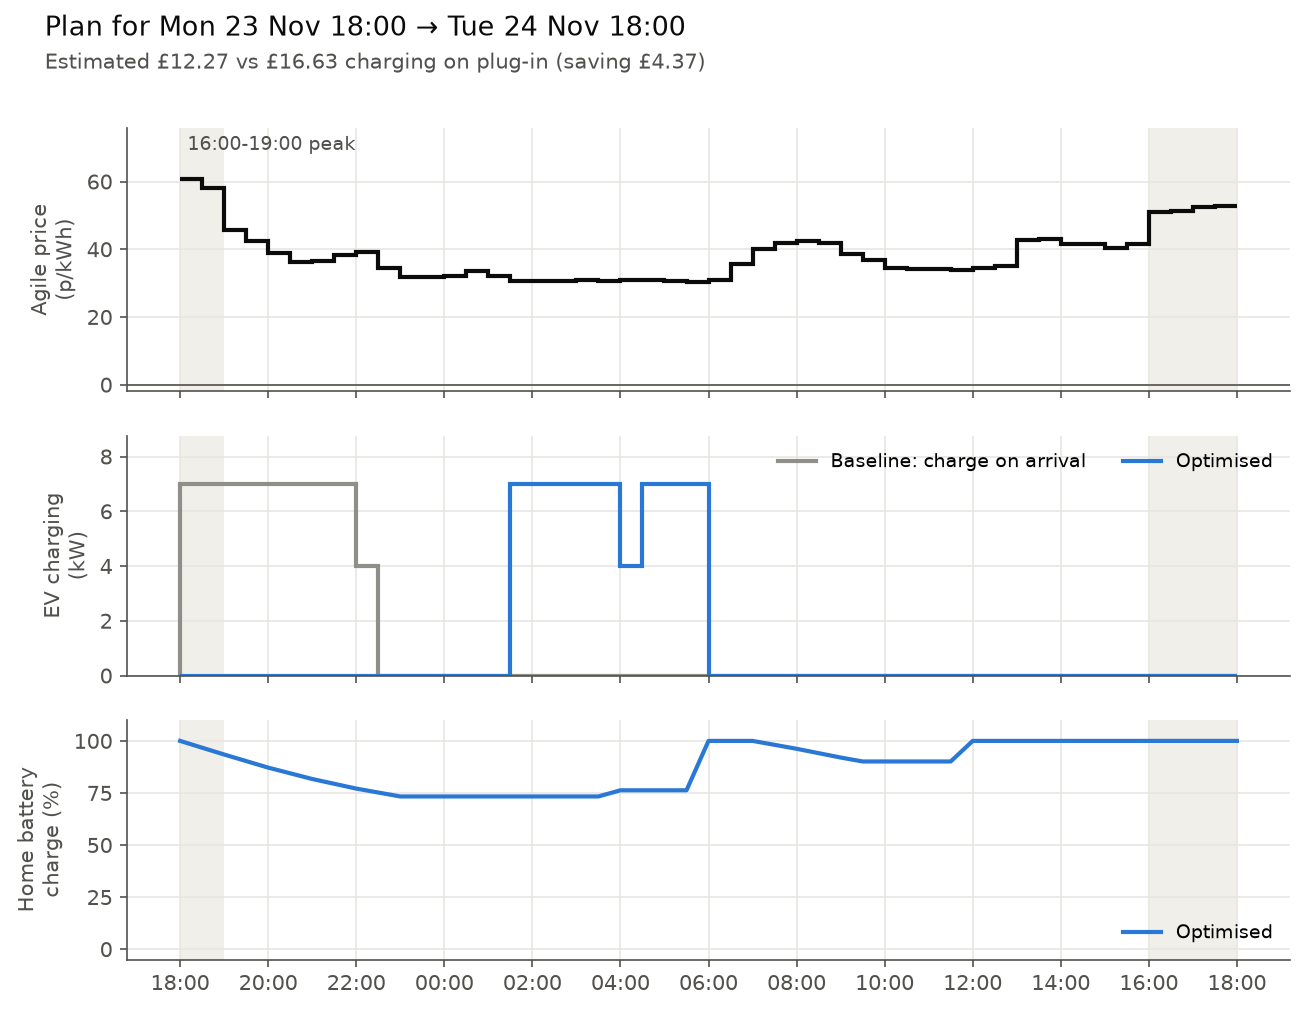 Plan for Mon 23 Nov 18:00 → Tue 24 Nov 18:00
Estimated £12.27 vs £16.63 charging on plug-in (saving £4.37)
16:00-19:00 peak
Agile price
(p/kWh)
60
40
20
0
Baseline: charge on arrival
Optimised
EV charging
(kW)
8
6
4
2
0
Home battery
charge (%)
100
75
50
25
0
Optimised
18:00 20:00 22:00 00:00 02:00 04:00 06:00 08:00 10:00 12:00 14:00 16:00 18:00